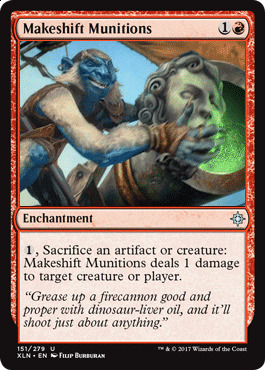 Makeshift Munitions 1
Enchantment
1, Sacrifice an artifact or creature:
Makeshift Munitions deals 1 damage
to target creature or player.
“Grease up a firecannon good and
proper with dinosaur-liver oil, and it’ll
shoot just about anything.”
151/279 U
XLN • EN Filip Burburan
™ & © 2017 Wizards of the Coast